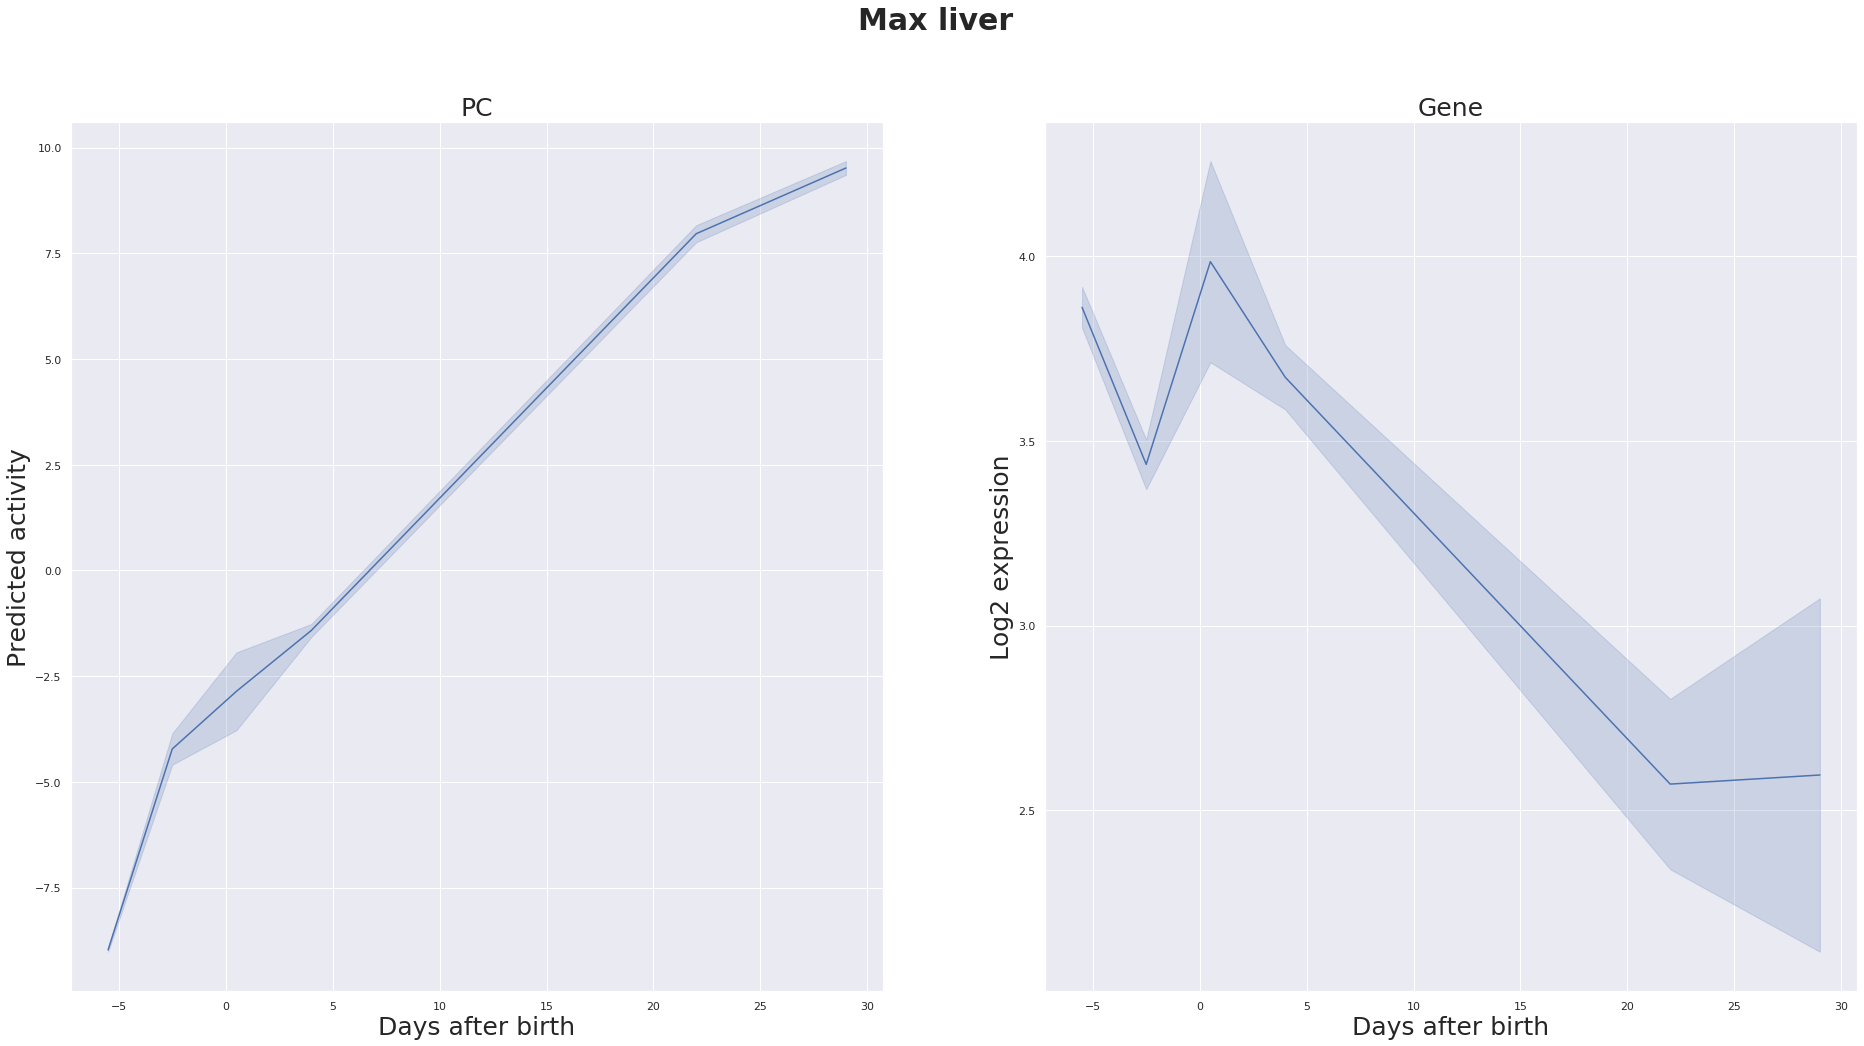 Max liver
PC
Predicted activity
10.0
7.5
5.0
2.5
0.0
−2.5
−5.0
−7.5
−5 0 5 10 15 20 25 30
Days after birth
Gene
Log2 expression
4.0
3.5
3.0
2.5
−5 0 5 10 15 20 25 30
Days after birth